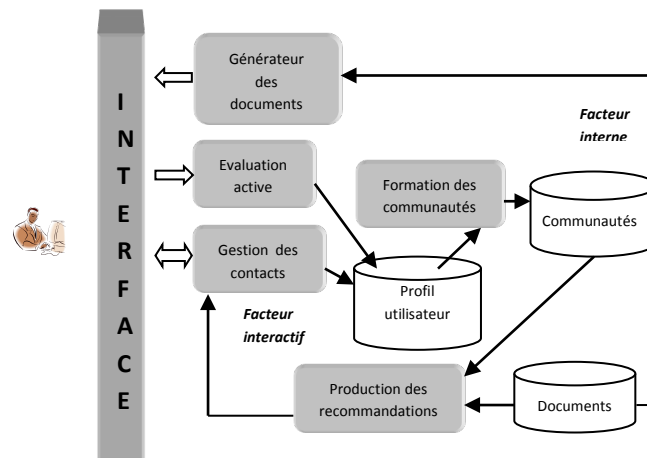 INTERFACE
Générateur
des
documents
Facteur
interne
Evaluation
active
Formation des
communautés
Communautés
Gestion des
contacts
Profil
utilisateur
Facteur
interactif
Production des
recommandations
Documents